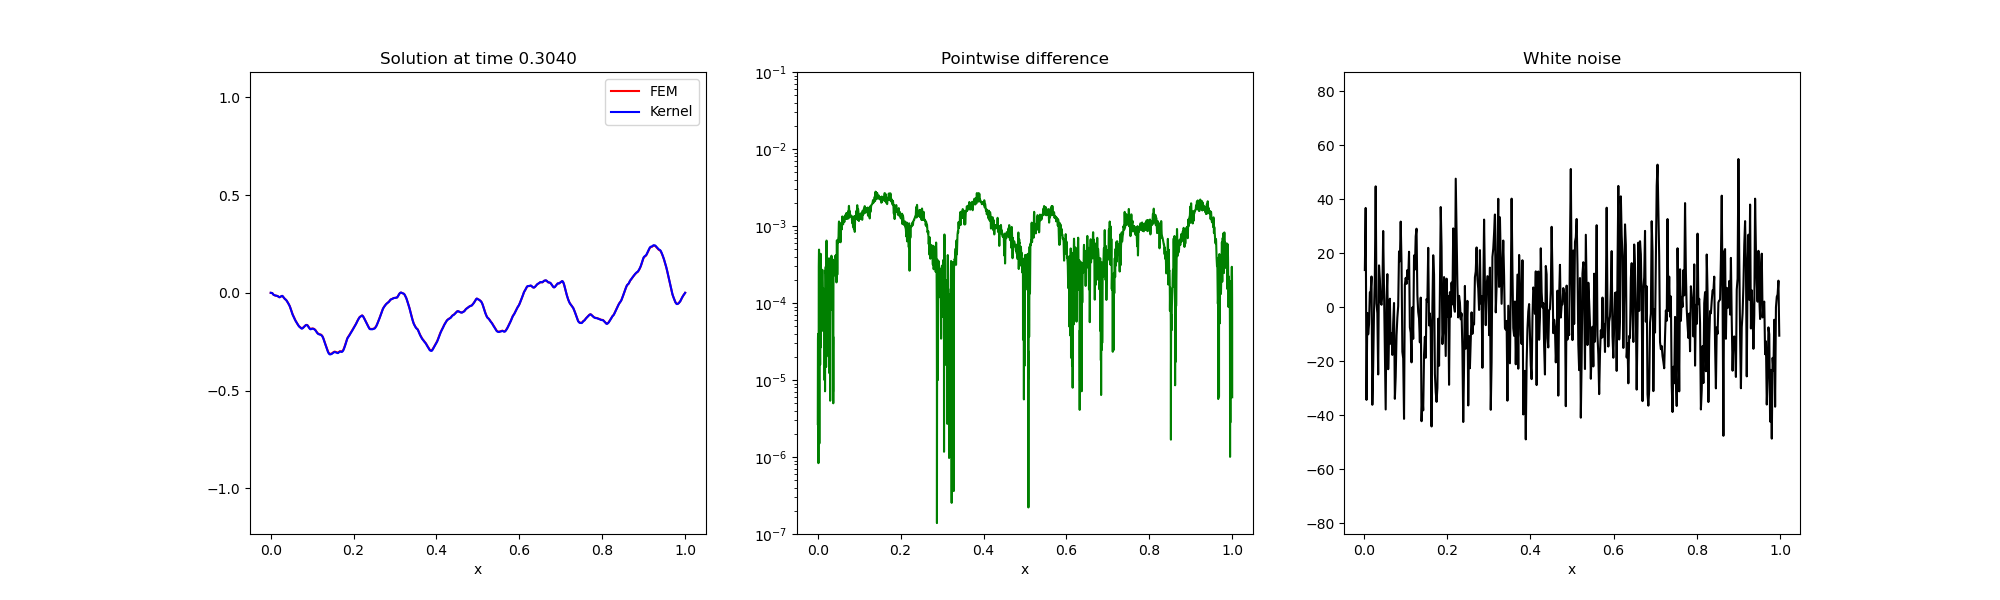 Solution at time 0.3040
1.0
0.5
0.0
−0.5
−1.0
FEM
Kernel
0.0 0.2 0.4 0.6 0.8 1.0
x
Pointwise difference
10⁻¹
10⁻²
10⁻³
10⁻⁴
10⁻⁵
10⁻⁶
10⁻⁷
0.0 0.2 0.4 0.6 0.8 1.0
x
White noise
80
60
40
20
0
−20
−40
−60
−80
0.0 0.2 0.4 0.6 0.8 1.0
x